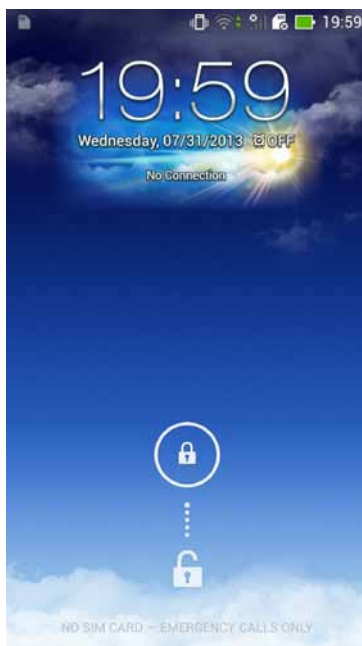 19:59
19:59
Wednesday, 07/31/2013 OFF
No Connection
NO SIM CARD — EMERGENCY CALLS ONLY